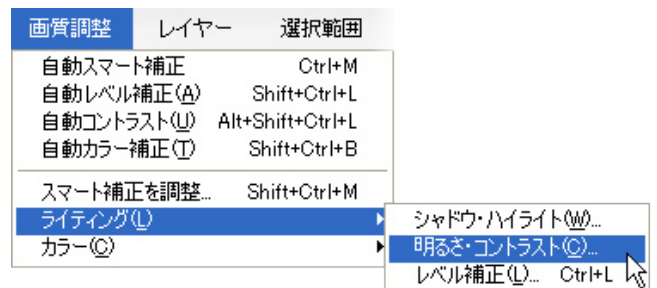 画質調整 レイヤー 選択範囲
自動スマート補正 Ctrl+M
自動レベル補正(A) Shift+Ctrl+L
自動コントラスト(U) Alt+Shift+Ctrl+L
自動カラー補正(T) Shift+Ctrl+B
スマート補正を調整... Shift+Ctrl+M
ライティング(L)
カラー(C)
シャドウ・ハイライト(W)...
明るさ・コントラスト(C)...
レベル補正(L)... Ctrl+L